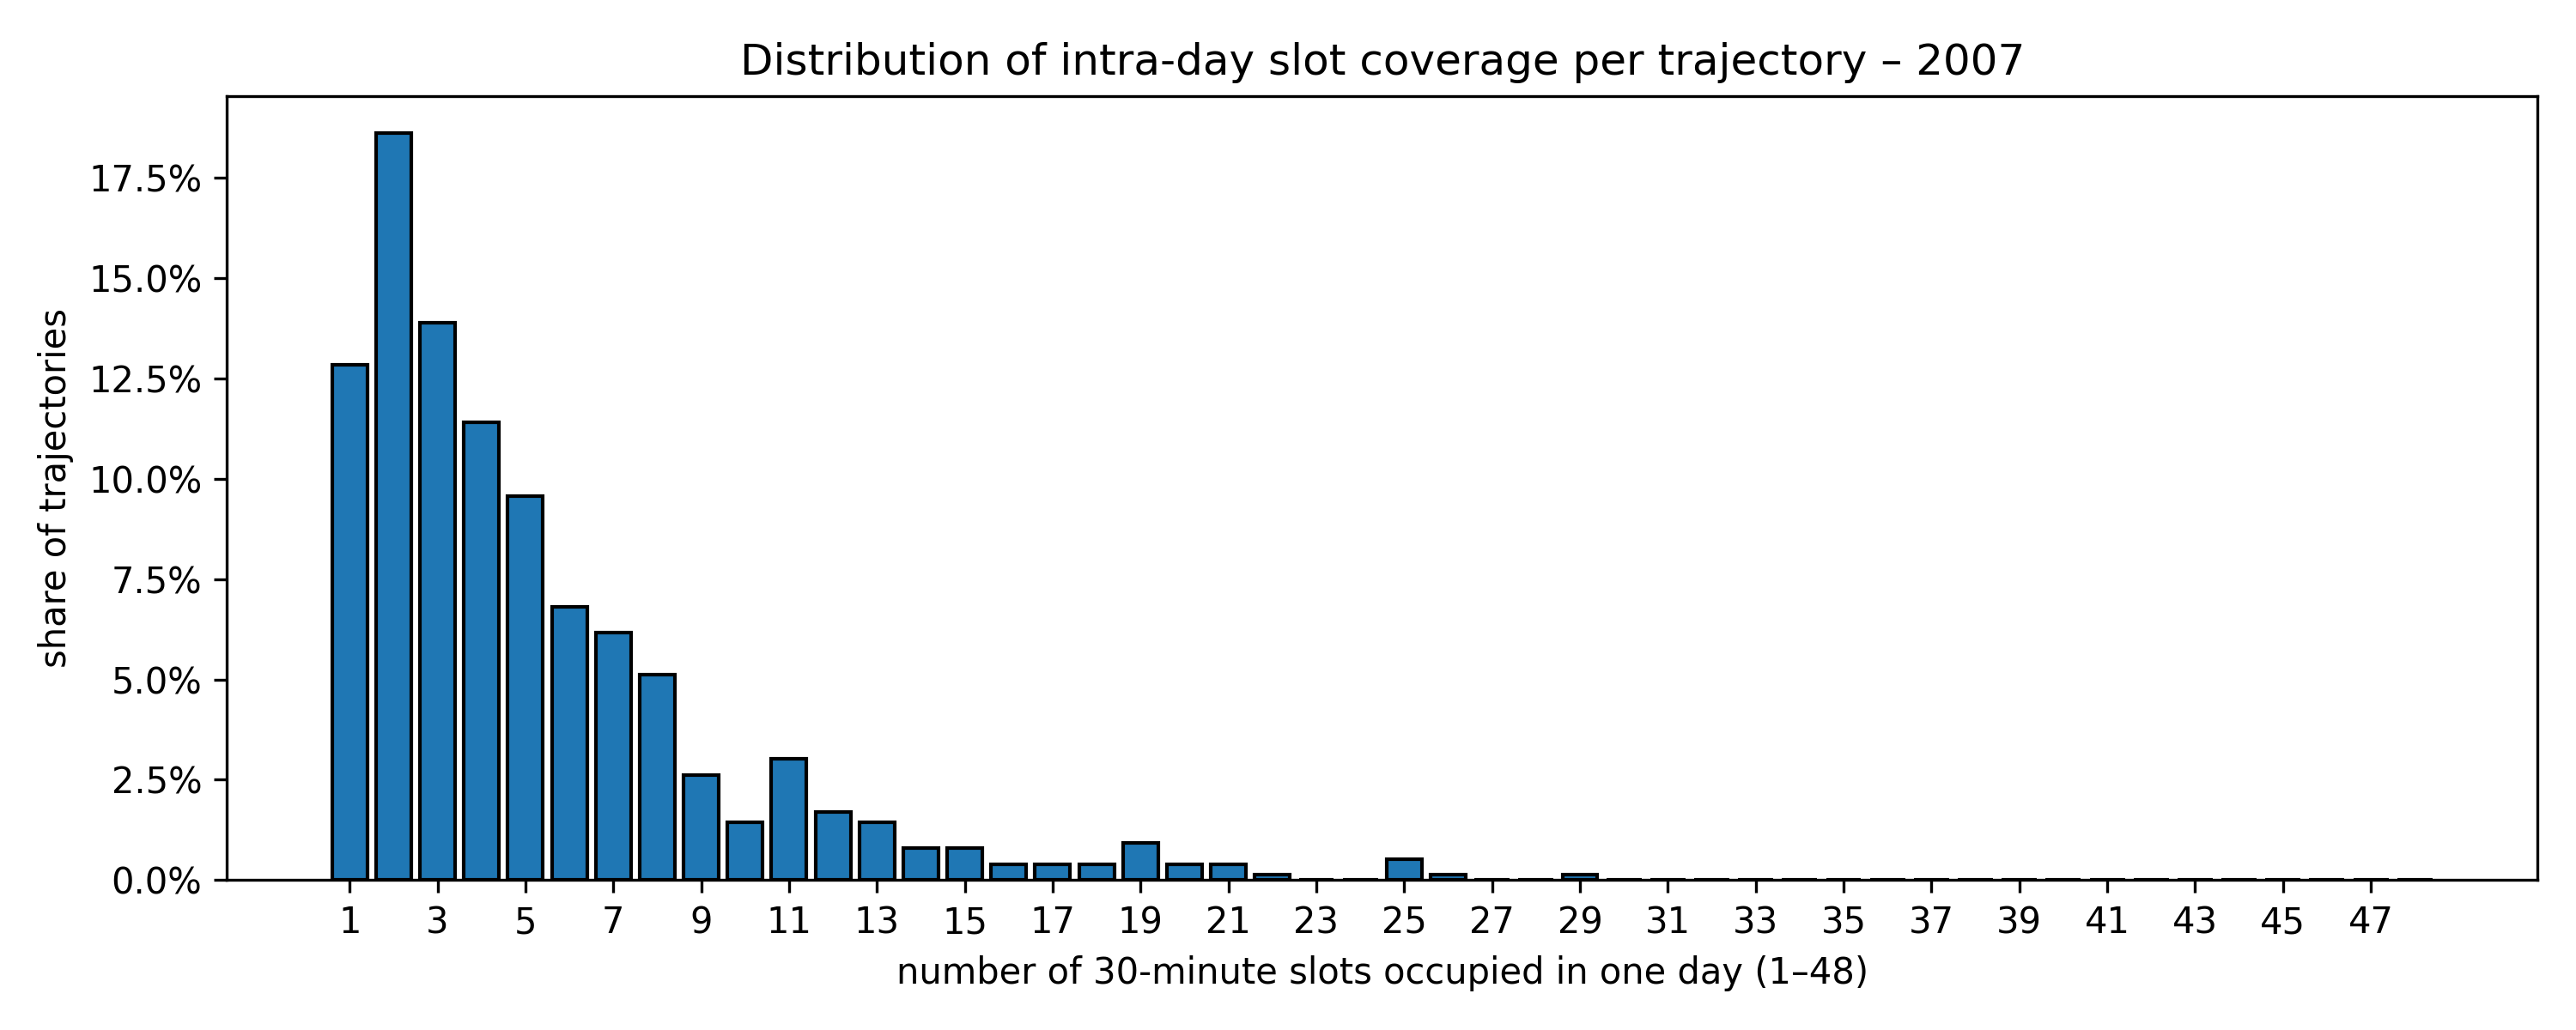 Distribution of intra-day slot coverage per trajectory – 2007
share of trajectories
17.5%
15.0%
12.5%
10.0%
7.5%
5.0%
2.5%
0.0%
1 3 5 7 9 11 13 15 17 19 21 23 25 27 29 31 33 35 37 39 41 43 45 47
number of 30-minute slots occupied in one day (1–48)